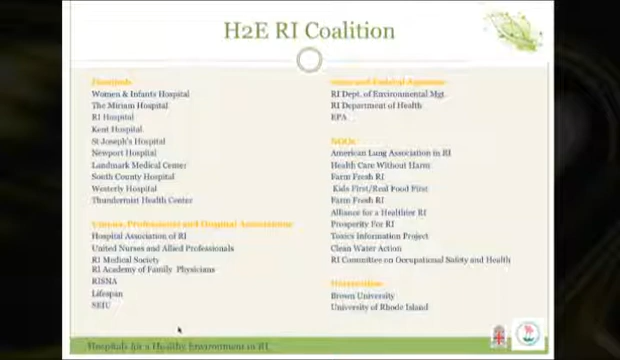 H2E RI Coalition
Hospitals
Women & Infants Hospital
The Miriam Hospital
RI Hospital
Kent Hospital
St Joseph's Hospital
Newport Hospital
Landmark Medical Center
South County Hospital
Westerly Hospital
Thundermist Health Center
Unions, Professional and Hospital Associations
Hospital Association of RI
United Nurses and Allied Professionals
RI Medical Society
RI Academy of Family Physicians
RISNA
Lifespan
SEIU
State and Federal Agencies
RI Dept. of Environmental Mgt.
RI Department of Health
EPA
NGOs
American Lung Association in RI
Health Care Without Harm
Farm Fresh RI
Kids First/Real Food First
Farm Fresh RI
Alliance for a Healthier RI
Prosperity For RI
Toxics Information Project
Clean Water Action
RI Committee on Occupational Safety and Health
Universities
Brown University
University of Rhode Island
Hospitals for a Healthy Environment in RI